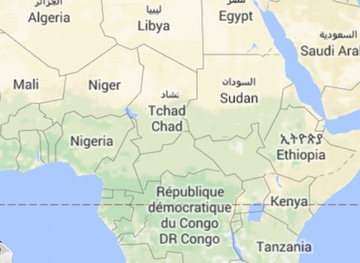 الجزائر
Algeria
ليبيا
Libya
مصر
Egypt
السعودية
Saudi Ara
Mali
Niger
تشاد
Tchad
Chad
السودان
Sudan
Nigeria
ኢትዮጵያ
Ethiopia
République
démocratique
du Congo
DR Congo
Kenya
Tanzania